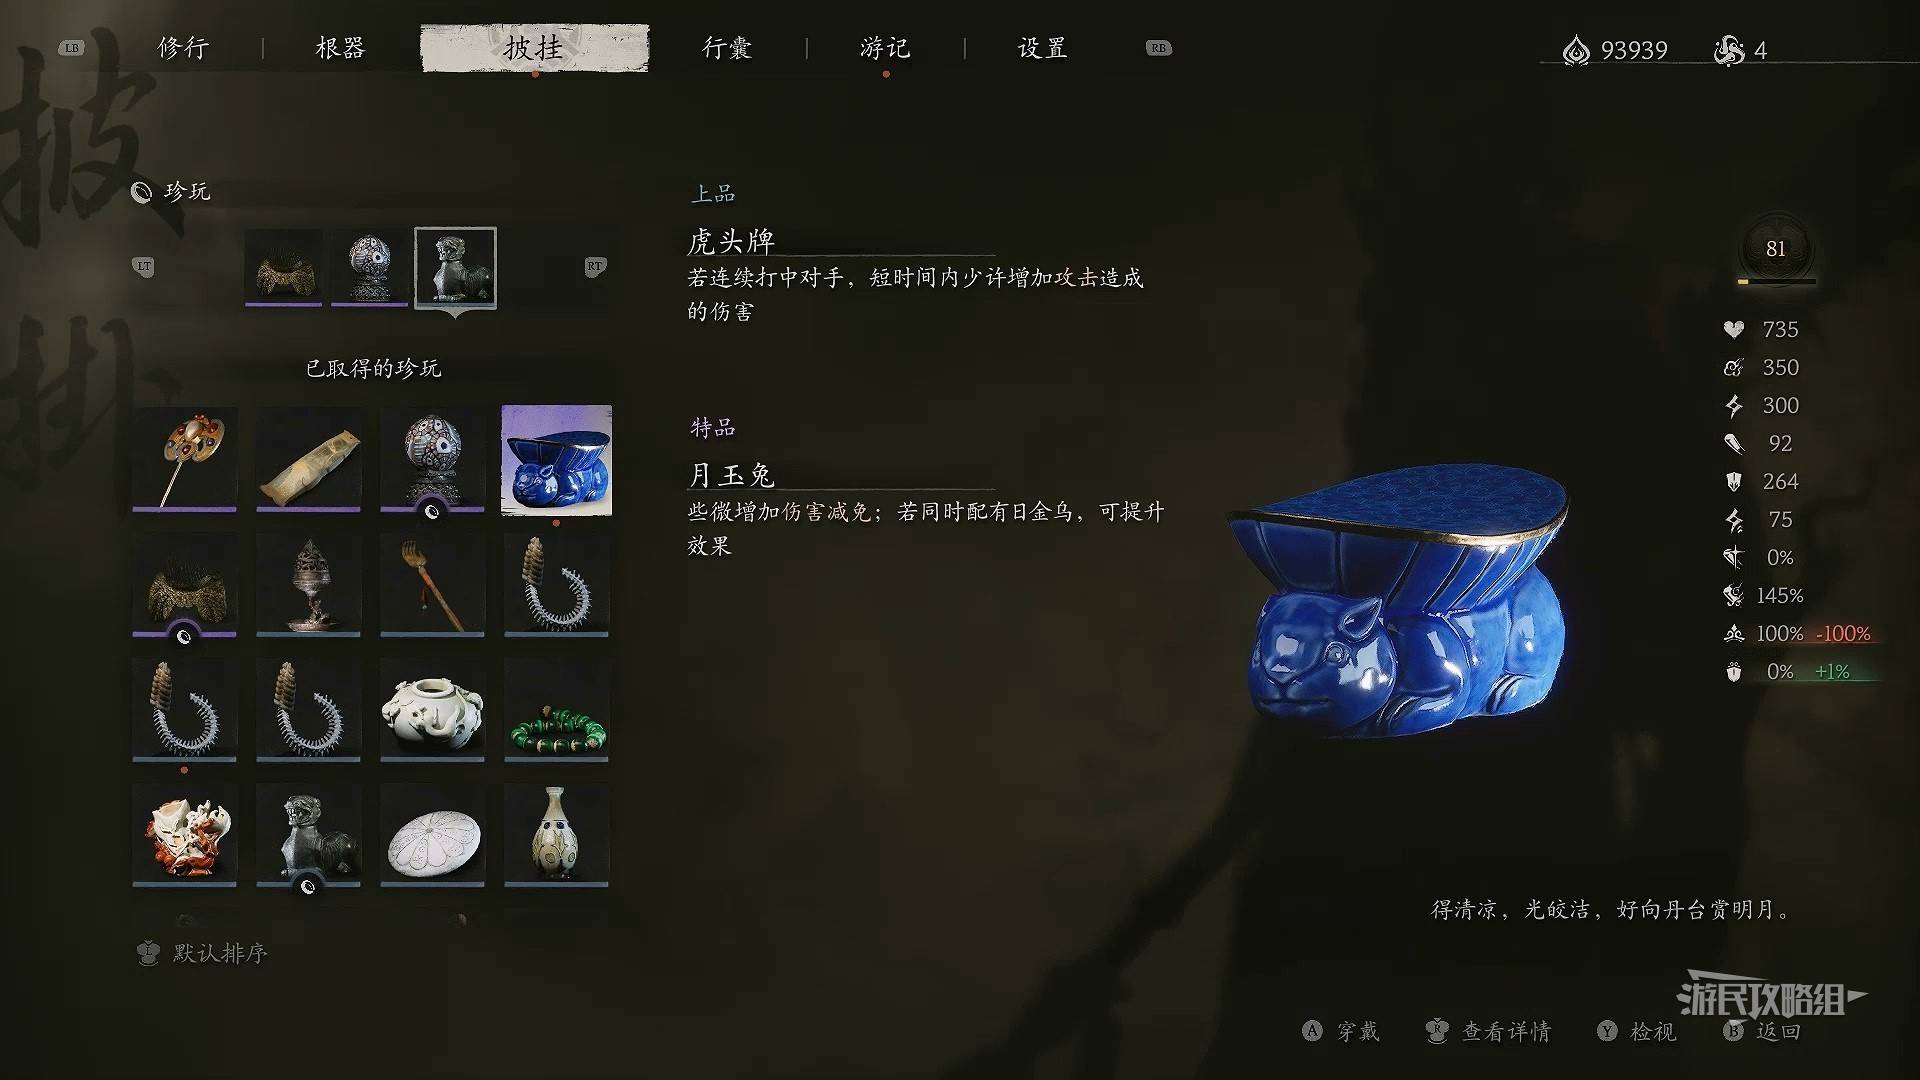 LB 修行 根器 披挂 行囊 游记 设置 RB
93939 4
披掛
珍玩
LT RT
已取得的珍玩
L 默认排序
上品
虎头牌
若连续打中对手，短时间内少许增加攻击造成
的伤害
特品
月玉兔
些微增加伤害减免；若同时配有日金乌，可提升
效果
81
735
350
300
92
264
75
0%
145%
100% -100%
0% +1%
得清凉，光皎洁，好向丹台赏明月。
游民攻略组
A 穿戴 R 查看详情 Y 检视 B 返回